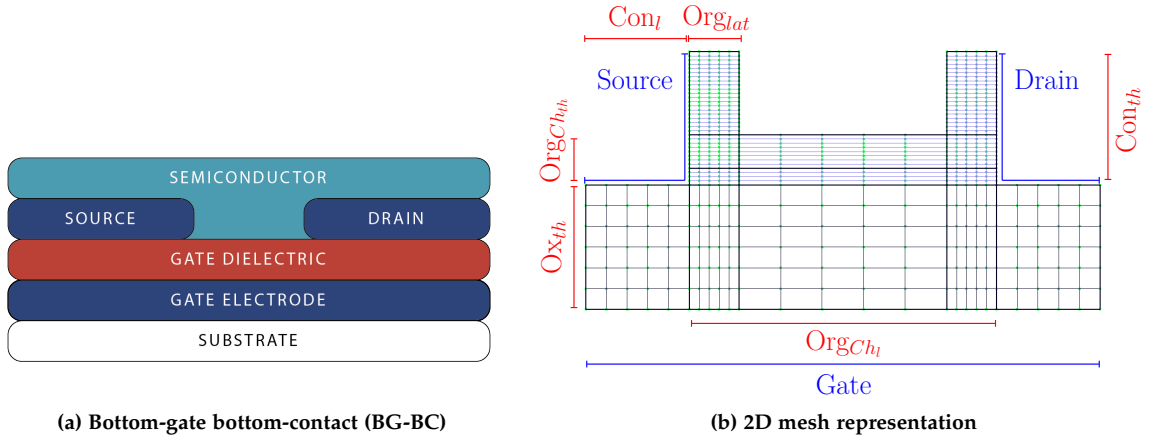 SEMICONDUCTOR
SOURCE
DRAIN
GATE DIELECTRIC
GATE ELECTRODE
SUBSTRATE
(a) Bottom-gate bottom-contact (BG-BC)
Con_l
Org_lat
Source
Drain
Org_Ch_th
Con_th
Ox_th
Org_Ch_l
Gate
(b) 2D mesh representation